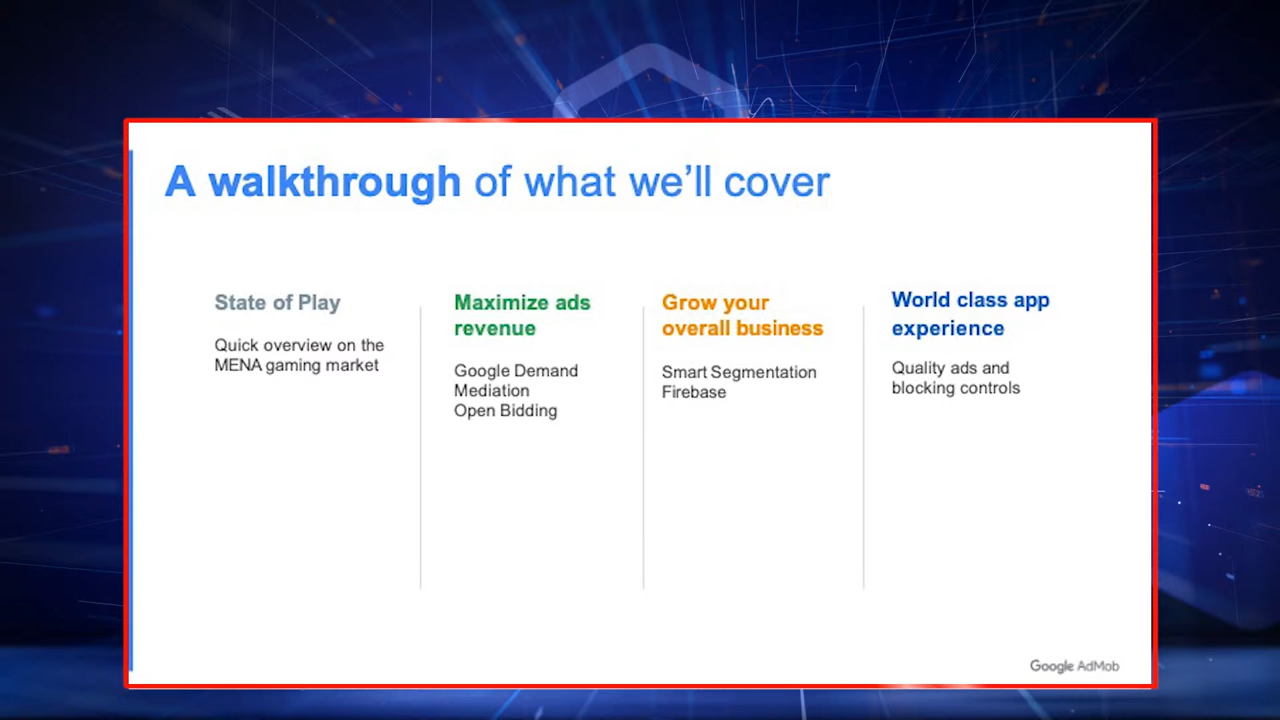 A walkthrough of what we'll cover
State of Play
Quick overview on the
MENA gaming market
Maximize ads
revenue
Google Demand
Mediation
Open Bidding
Grow your
overall business
Smart Segmentation
Firebase
World class app
experience
Quality ads and
blocking controls
Google AdMob